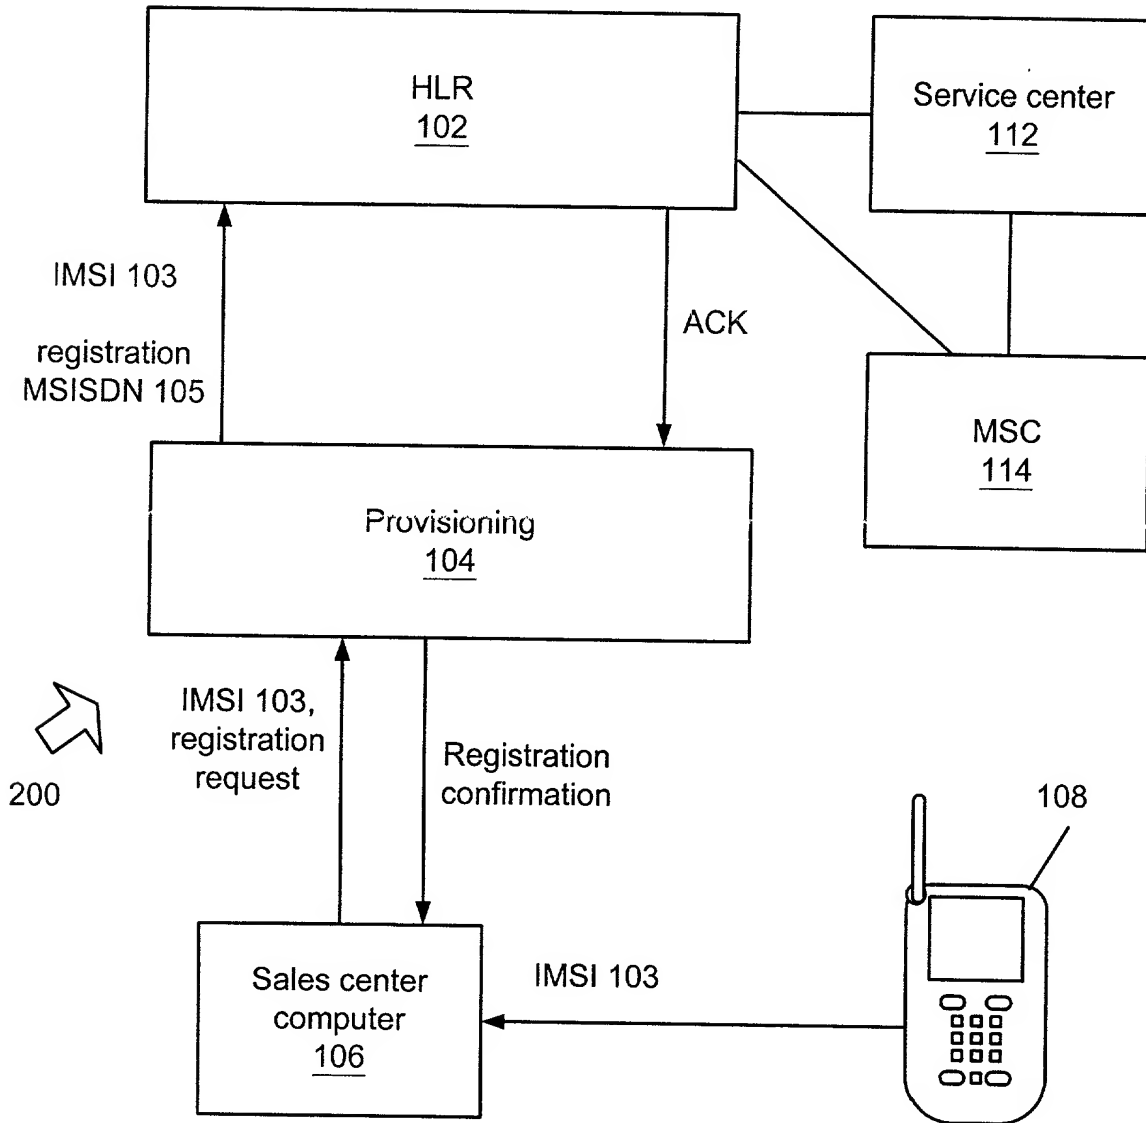 HLR
102
Service center
112
IMSI 103
registration
MSISDN 105
ACK
MSC
114
Provisioning
104
IMSI 103,
registration
request
Registration
confirmation
200
108
Sales center
computer
106
IMSI 103